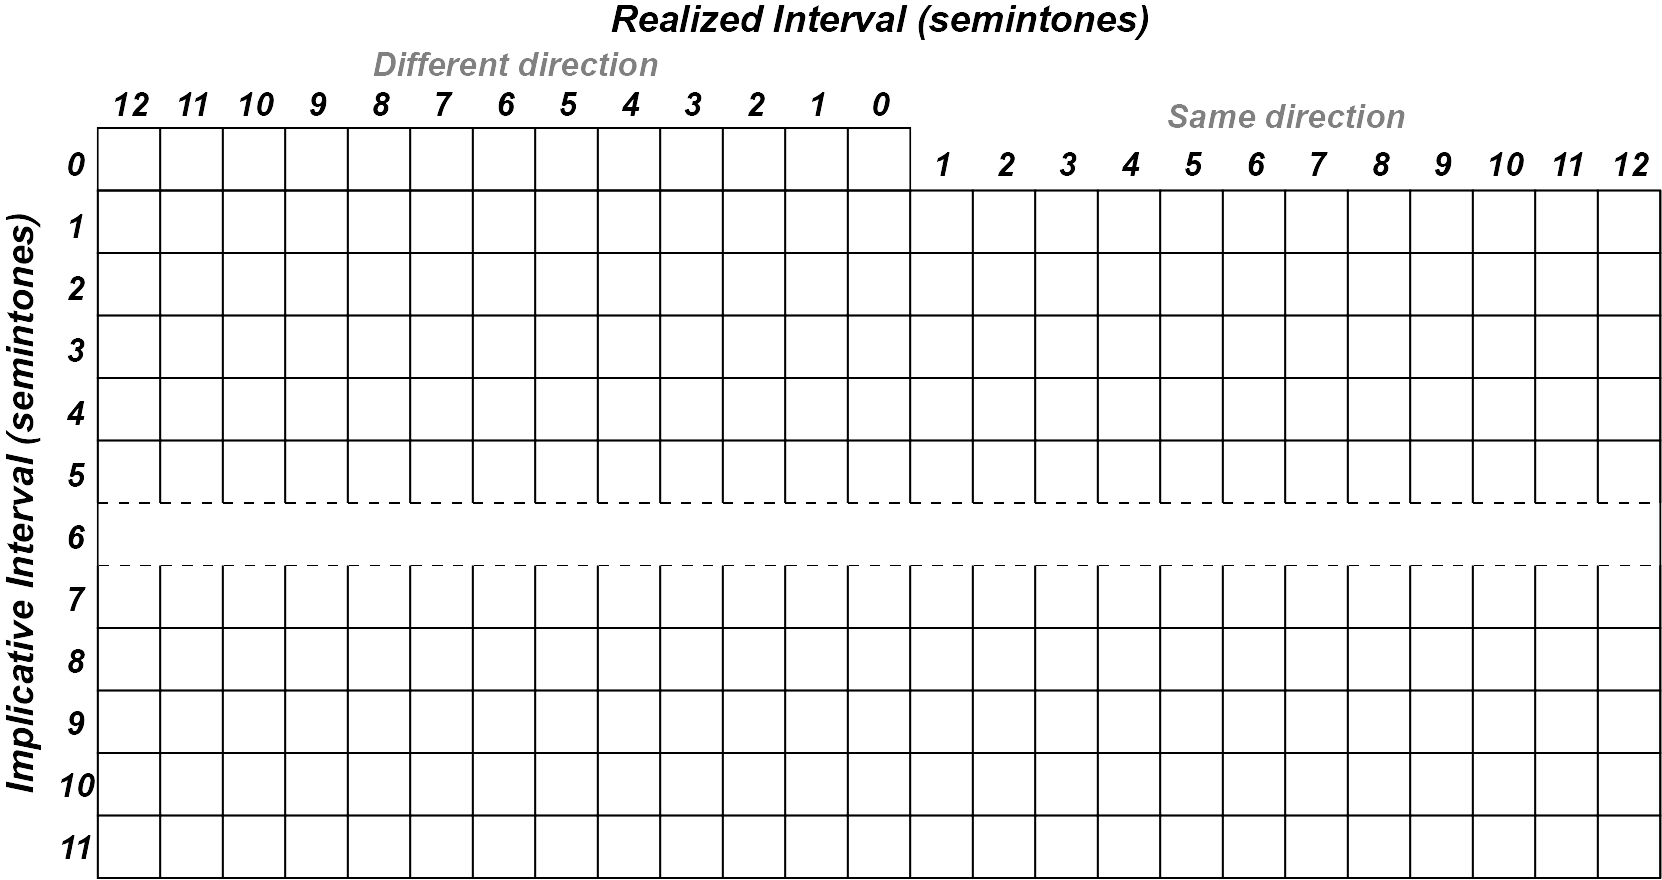 Realized Interval (semintones)
Different direction
12 11 10 9 8 7 6 5 4 3 2 1 0
Same direction
0 1 2 3 4 5 6 7 8 9 10 11 12
1
2
3
4
5
6
7
8
9
10
11
Implicative Interval (semintones)